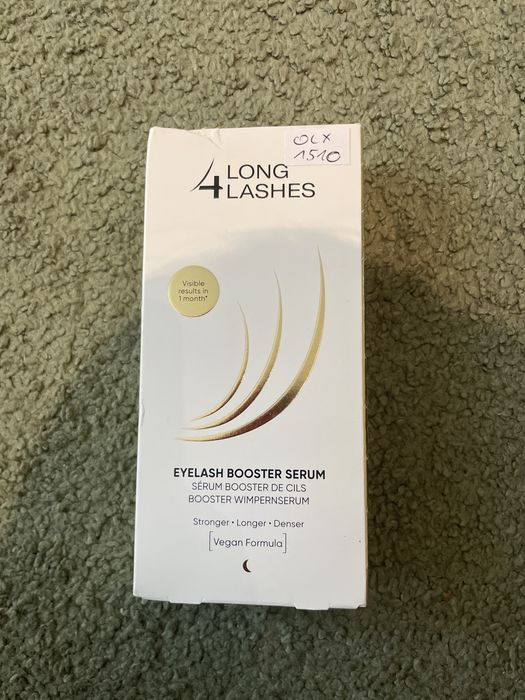 OLX
1510
4 LONG
LASHES
Visible
results in
1 month*
EYELASH BOOSTER SERUM
SÉRUM BOOSTER DE CILS
BOOSTER WIMPERNSERUM
Stronger • Longer • Denser
[Vegan Formula]